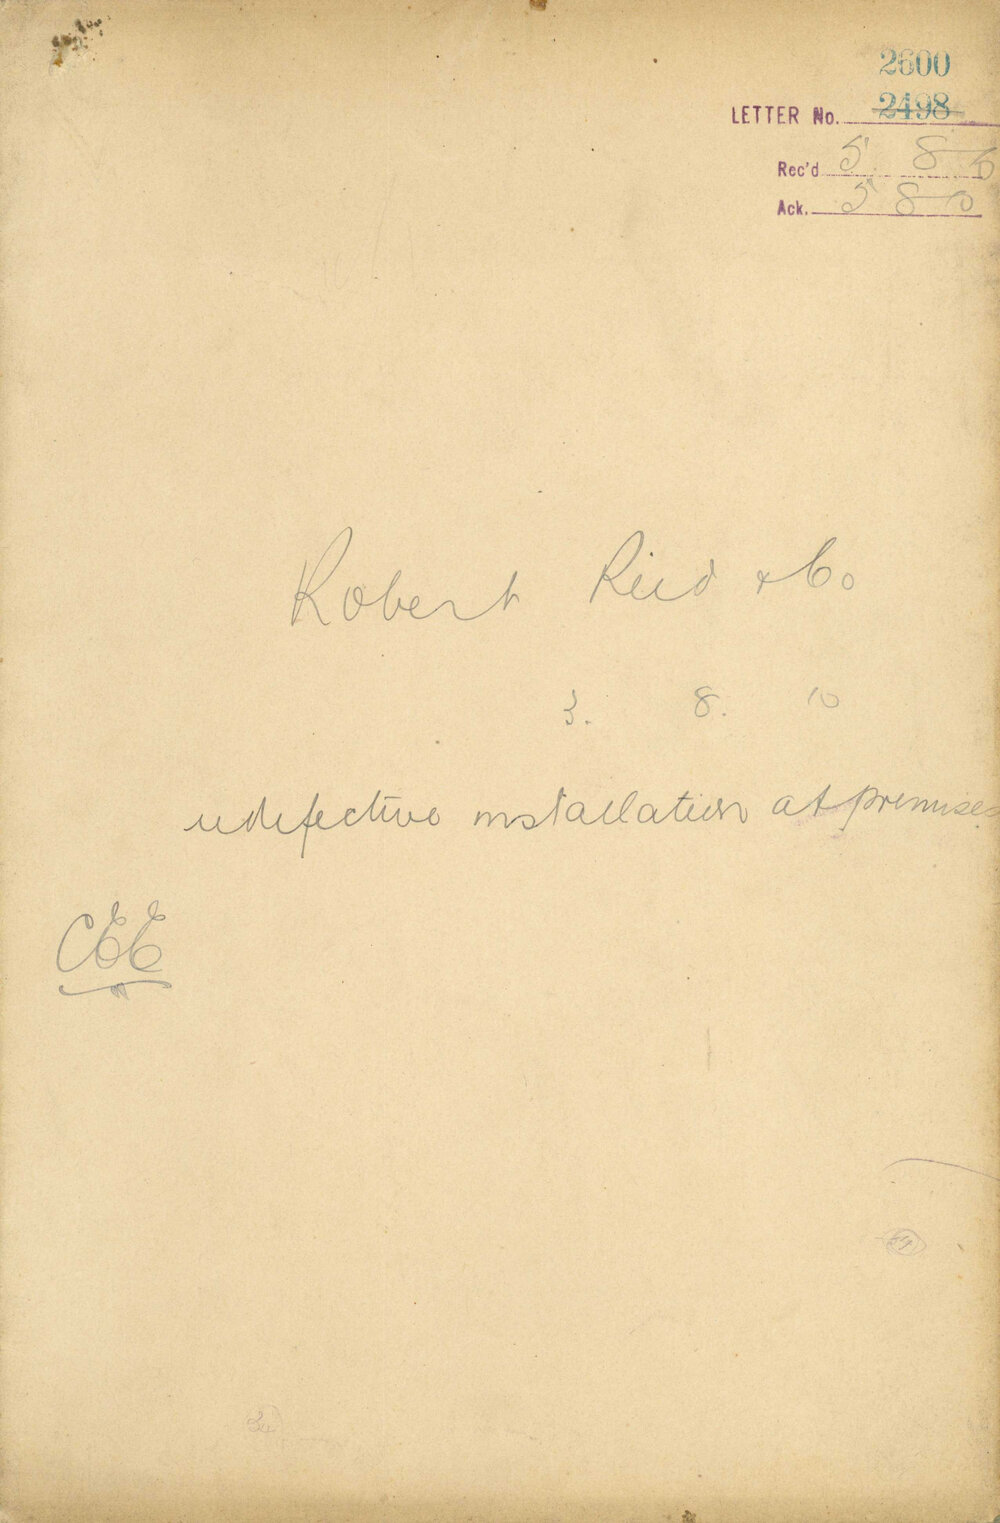 2600
LETTER No. 2498
Rec'd 5. 8 10
Ack. 5 8 10
Robert Reid & Co
3. 8. 10
re defective installation at premises
CEE
34